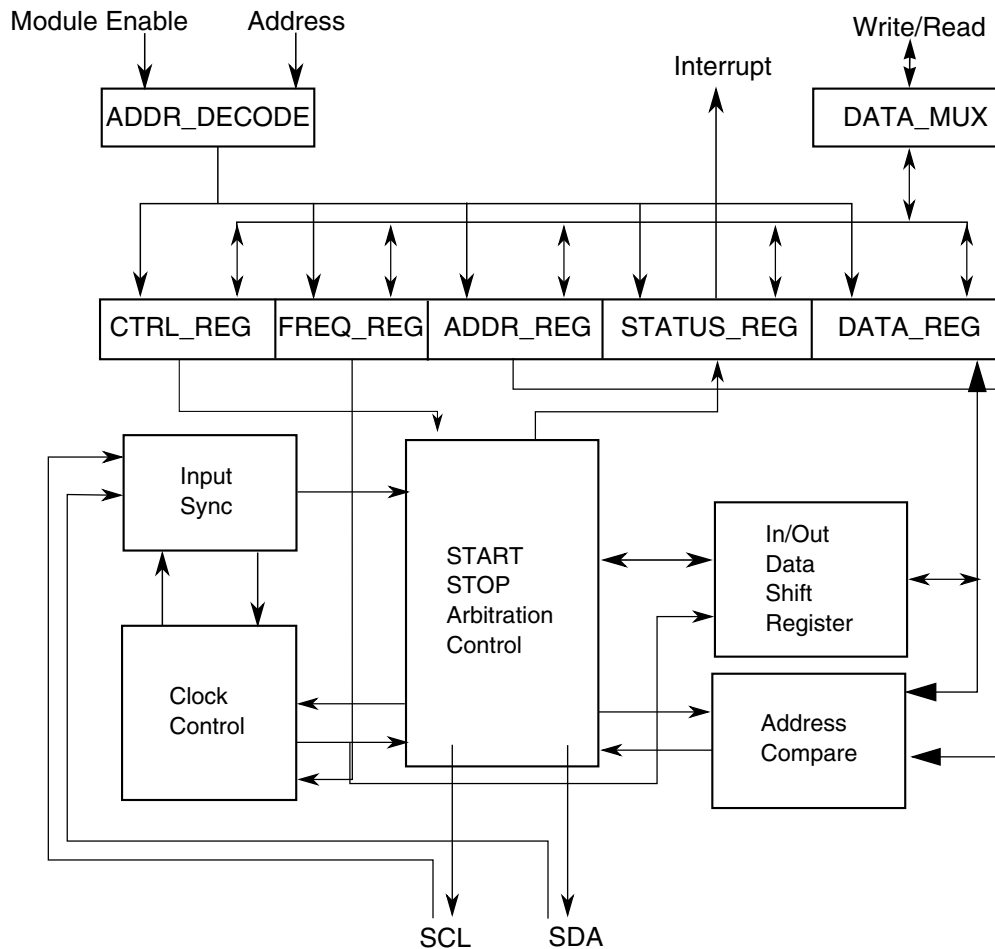 Module Enable
Address
Write/Read
Interrupt
ADDR_DECODE
DATA_MUX
CTRL_REG
FREQ_REG
ADDR_REG
STATUS_REG
DATA_REG
Input
Sync
START
STOP
Arbitration
Control
In/Out
Data
Shift
Register
Clock
Control
Address
Compare
SCL
SDA